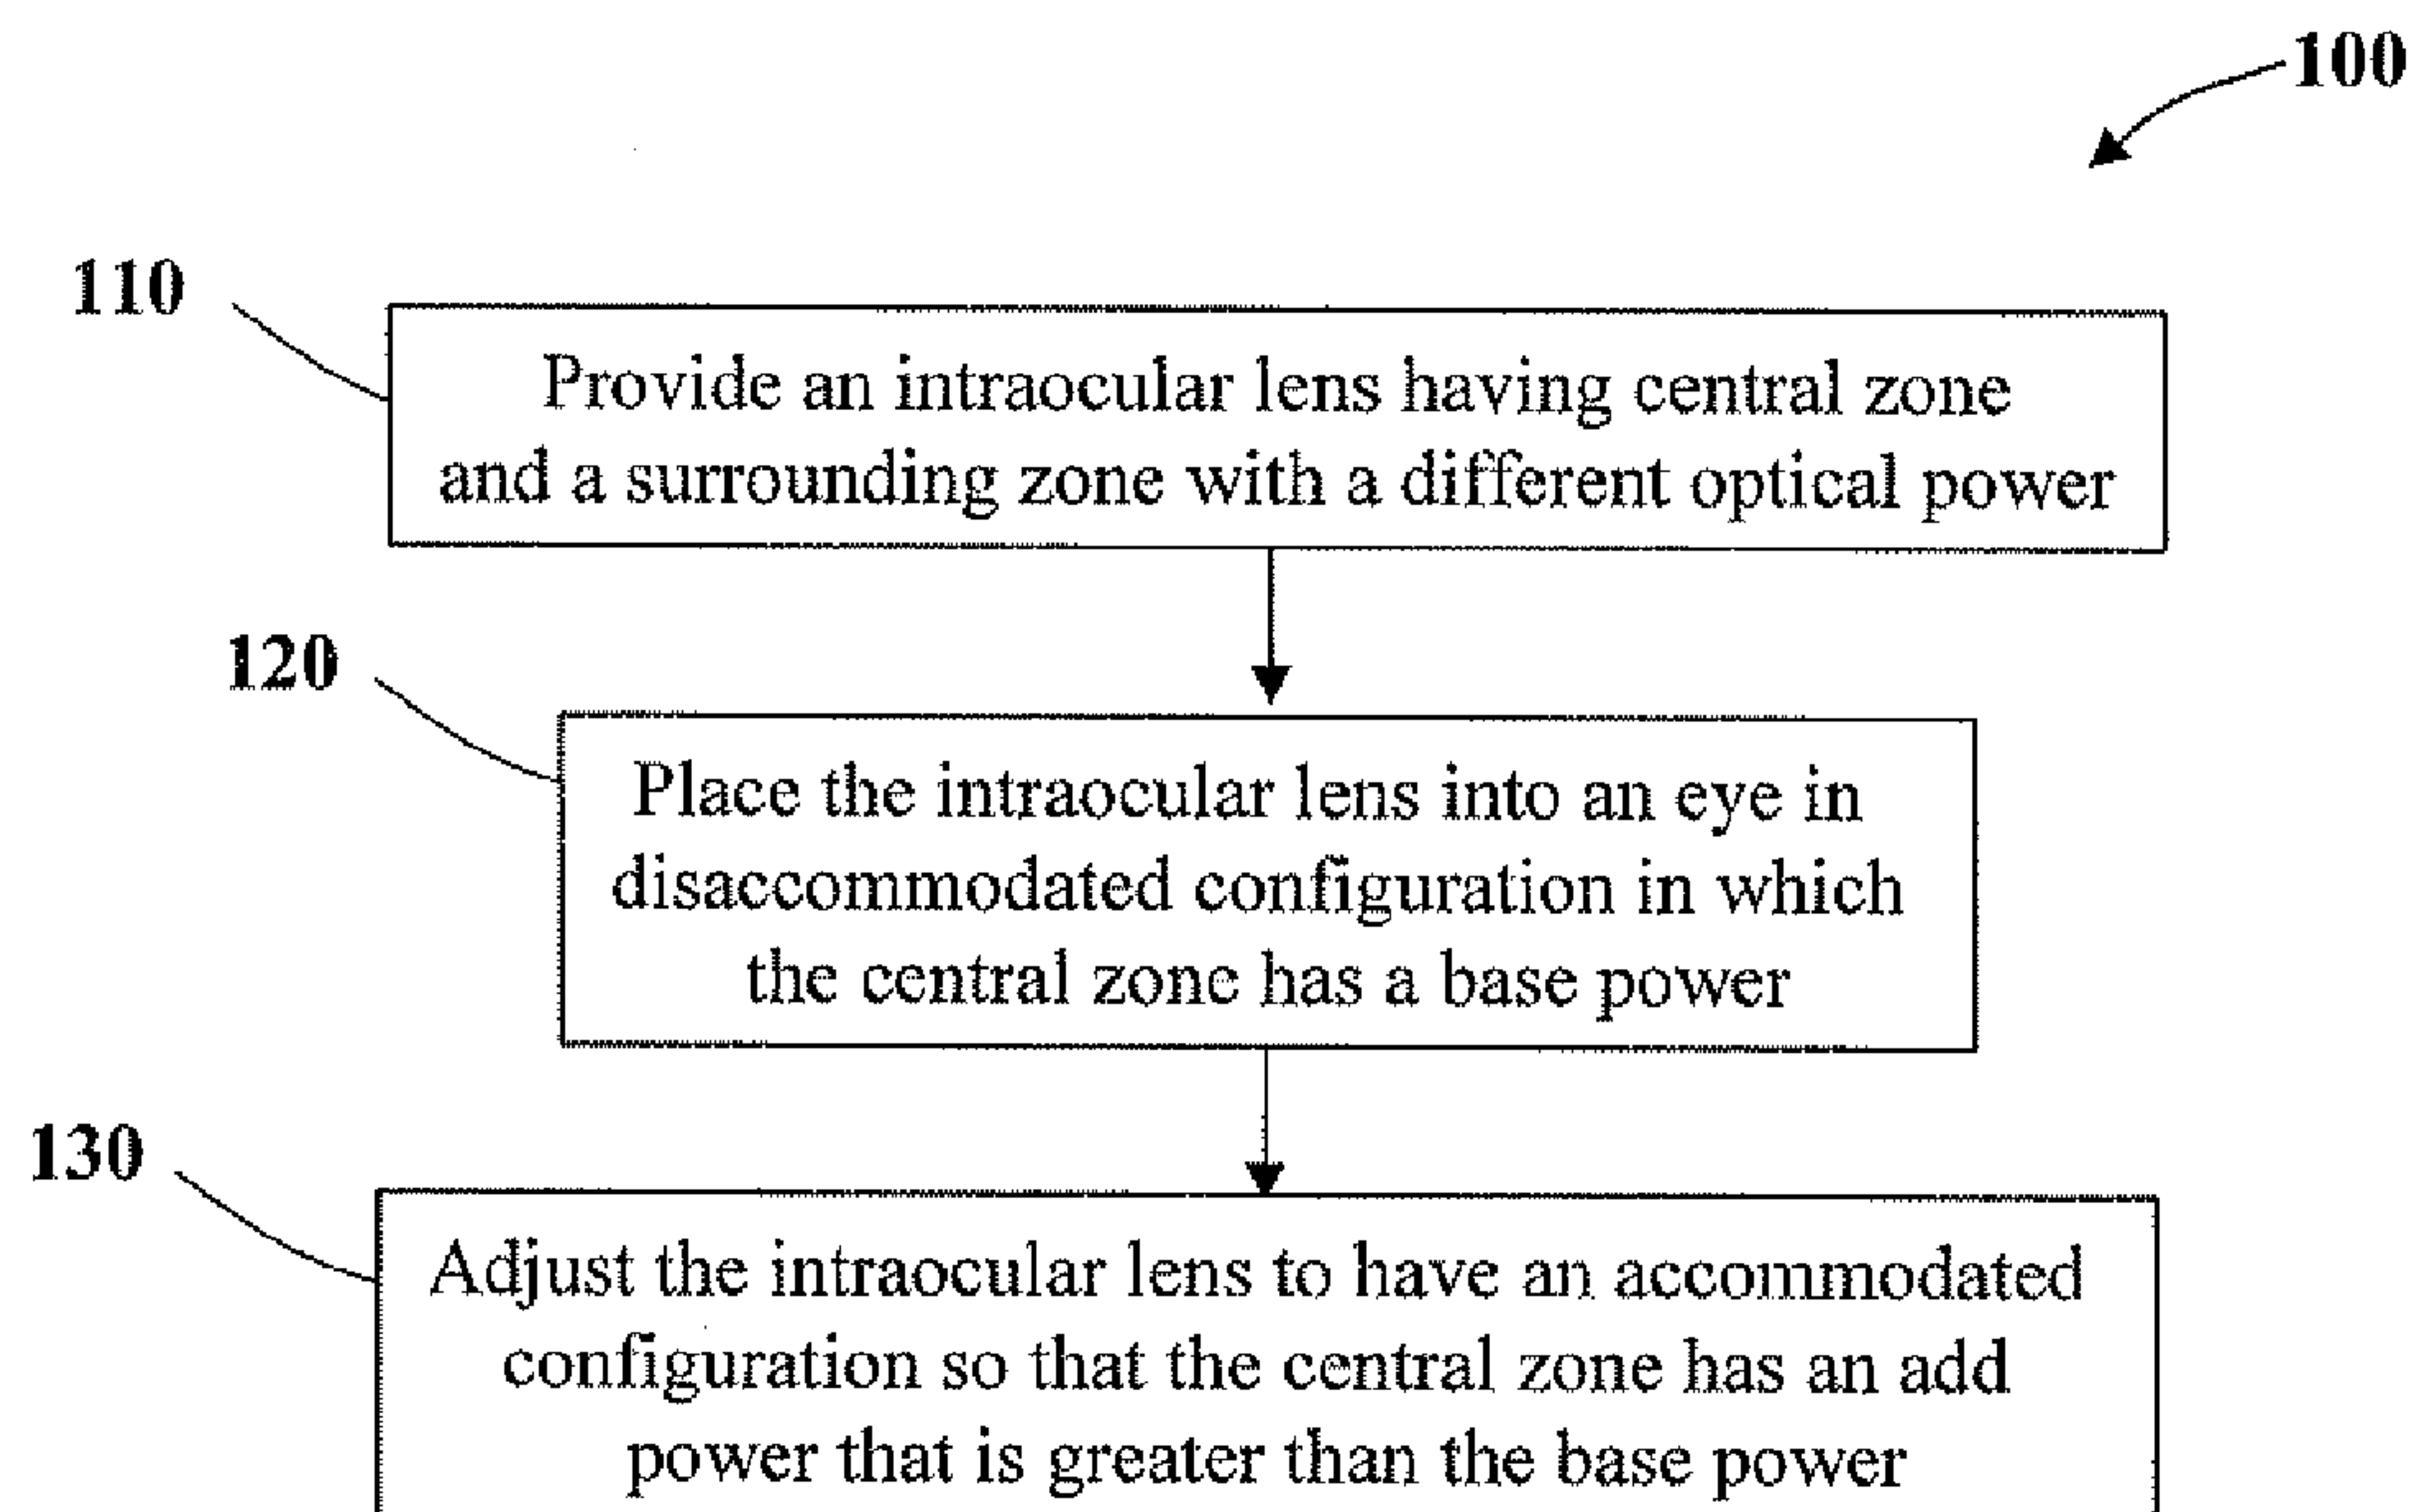 100
110
Provide an intraocular lens having central zone
and a surrounding zone with a different optical power
120
Place the intraocular lens into an eye in
disaccommodated configuration in which
the central zone has a base power
130
Adjust the intraocular lens to have an accommodated
configuration so that the central zone has an add
power that is greater than the base power